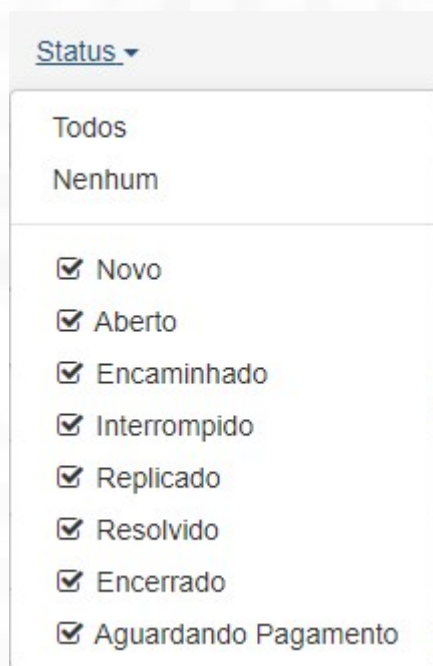 Status
Todos
Nenhum
Novo
Aberto
Encaminhado
Interrompido
Replicado
Resolvido
Encerrado
Aguardando Pagamento